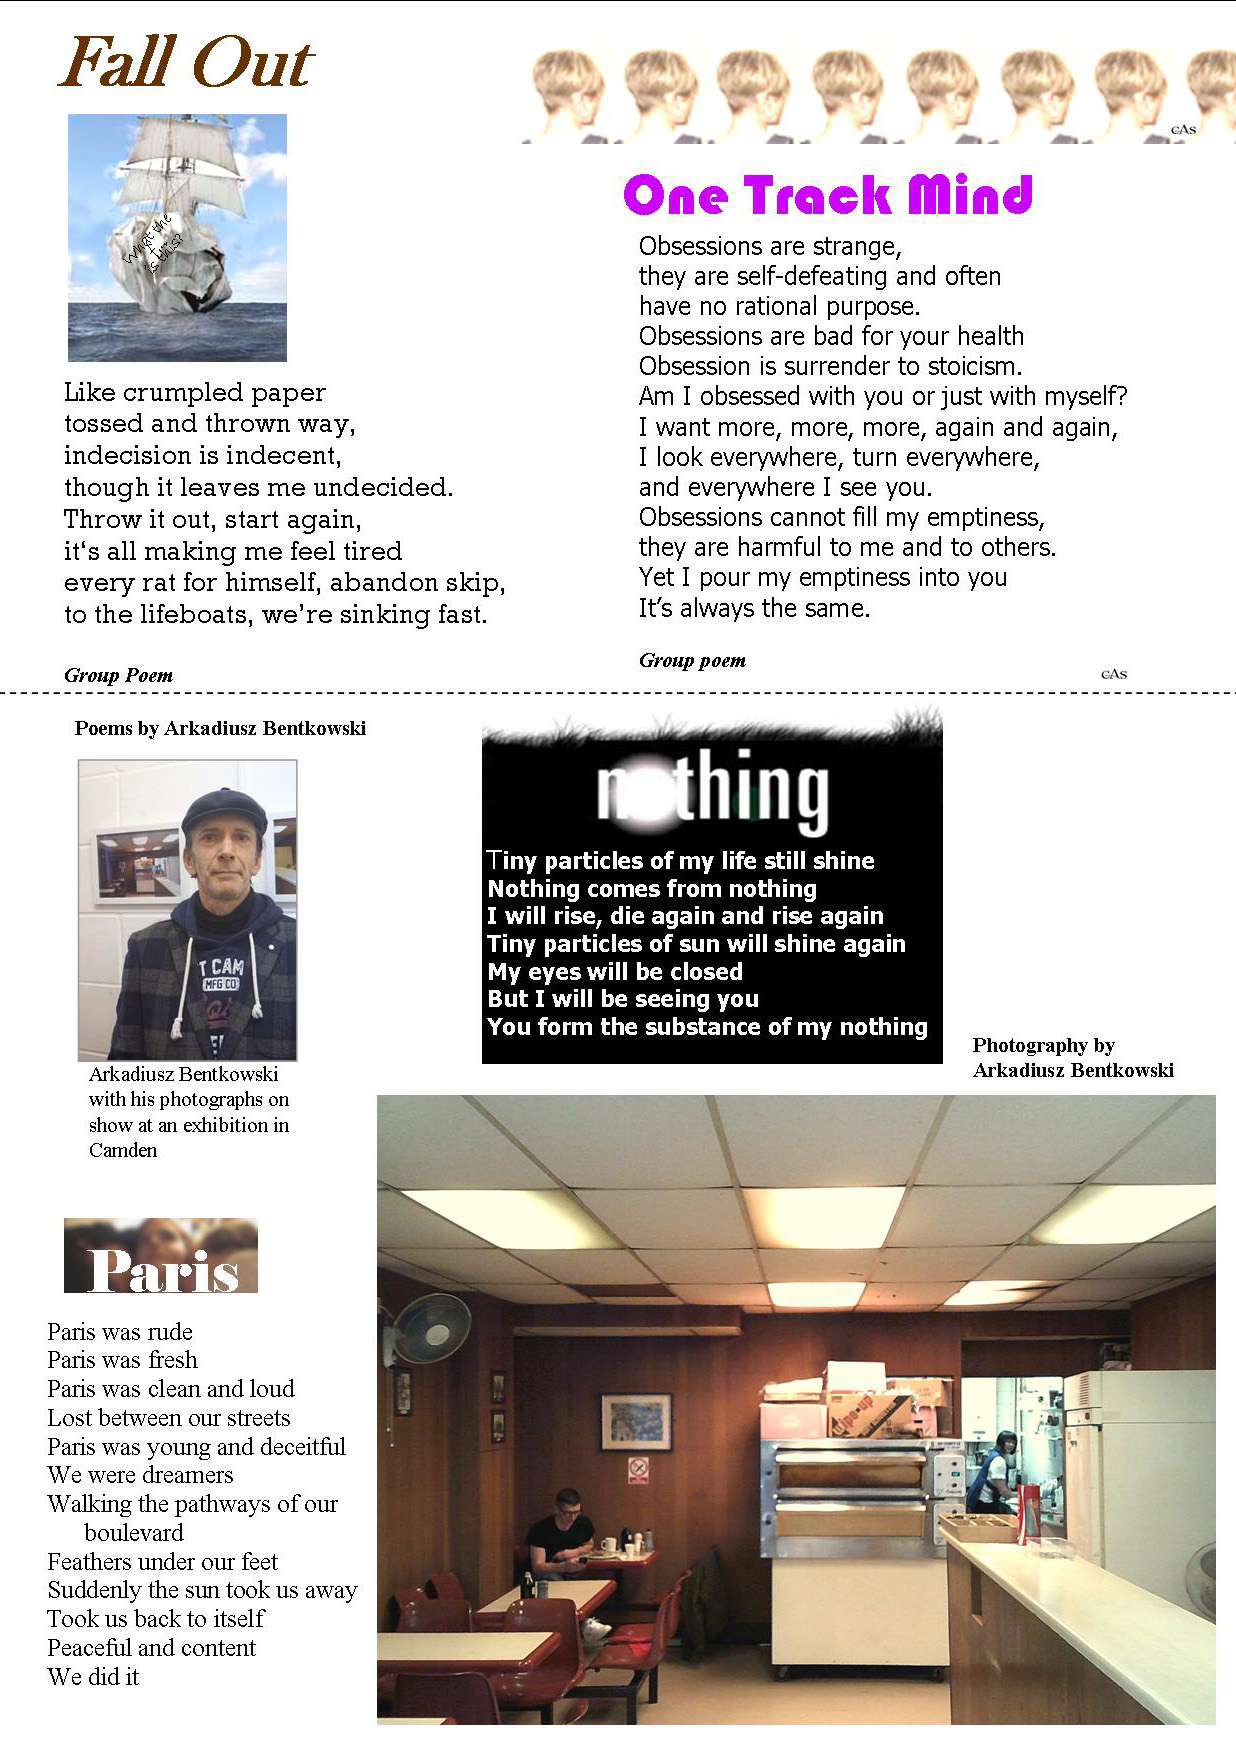 Fall Out
What the
f
is this?
Like crumpled paper
tossed and thrown way,
indecision is indecent,
though it leaves me undecided.
Throw it out, start again,
it‘s all making me feel tired
every rat for himself, abandon skip,
to the lifeboats, we’re sinking fast.
Group Poem
CAS
One Track Mind
Obsessions are strange,
they are self-defeating and often
have no rational purpose.
Obsessions are bad for your health
Obsession is surrender to stoicism.
Am I obsessed with you or just with myself?
I want more, more, more, again and again,
I look everywhere, turn everywhere,
and everywhere I see you.
Obsessions cannot fill my emptiness,
they are harmful to me and to others.
Yet I pour my emptiness into you
It’s always the same.
Group poem
CAS
Poems by Arkadiusz Bentkowski
T CAM
MFG CO
Arkadiusz Bentkowski
with his photographs on
show at an exhibition in
Camden
nothing
Tiny particles of my life still shine
Nothing comes from nothing
I will rise, die again and rise again
Tiny particles of sun will shine again
My eyes will be closed
But I will be seeing you
You form the substance of my nothing
Photography by
Arkadiusz Bentkowski
Paris
Paris was rude
Paris was fresh
Paris was clean and loud
Lost between our streets
Paris was young and deceitful
We were dreamers
Walking the pathways of our
boulevard
Feathers under our feet
Suddenly the sun took us away
Took us back to itself
Peaceful and content
We did it
wipe-up